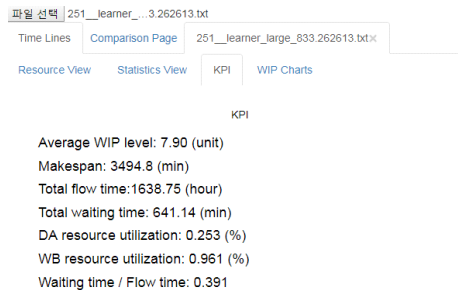 파일 선택 251__learner_…3.262613.txt
Time Lines Comparison Page 251__learner_large_833.262613.txt×
Resource View Statistics View KPI WIP Charts
KPI
Average WIP level: 7.90 (unit)
Makespan: 3494.8 (min)
Total flow time:1638.75 (hour)
Total waiting time: 641.14 (min)
DA resource utilization: 0.253 (%)
WB resource utilization: 0.961 (%)
Waiting time / Flow time: 0.391